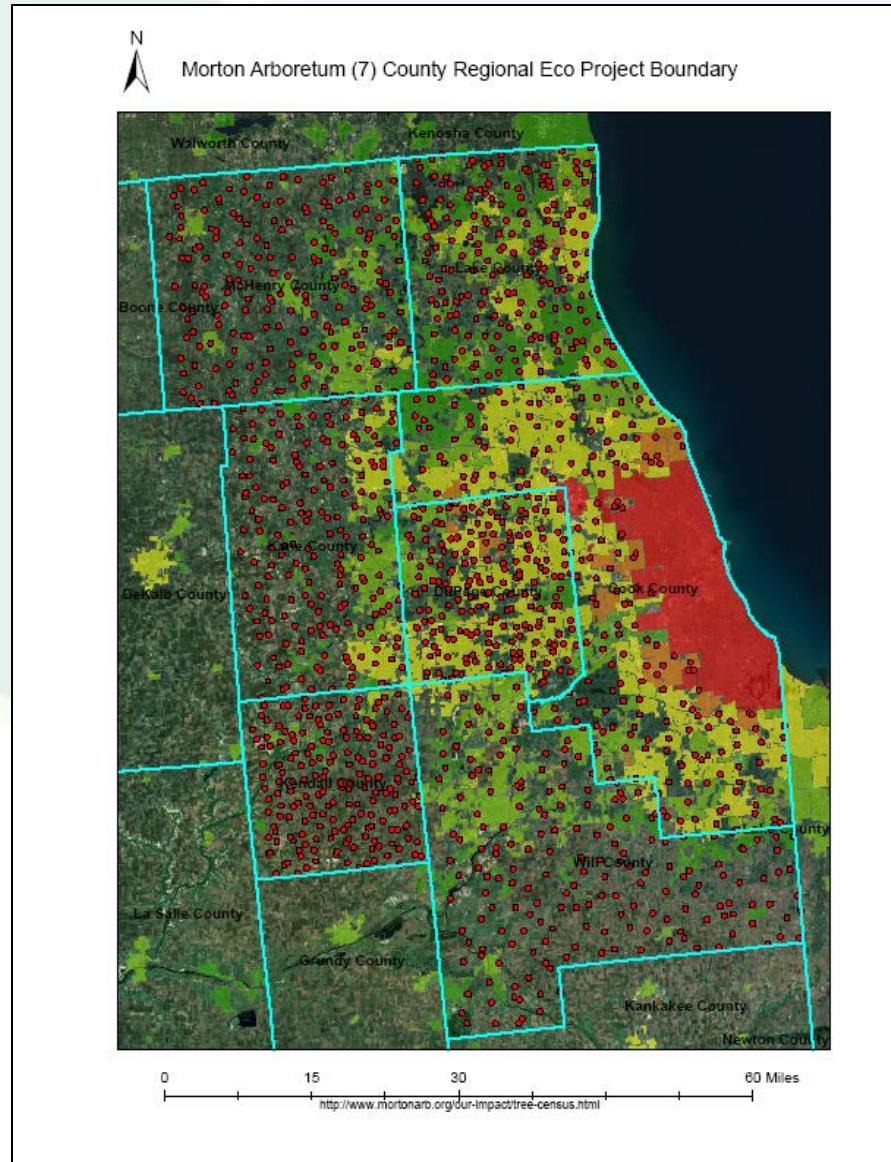 N
Morton Arboretum (7) County Regional Eco Project Boundary
Walworth County
Kenosha County
McHenry County
Lake County
Boone County
Kane County
DeKalb County
DuPage County
Cook County
Kendall County
unty
Will County
La Salle County
Grundy County
Kankakee County
Newton County
0 15 30 60 Miles
http://www.mortonarb.org/our-impact/tree-census.html